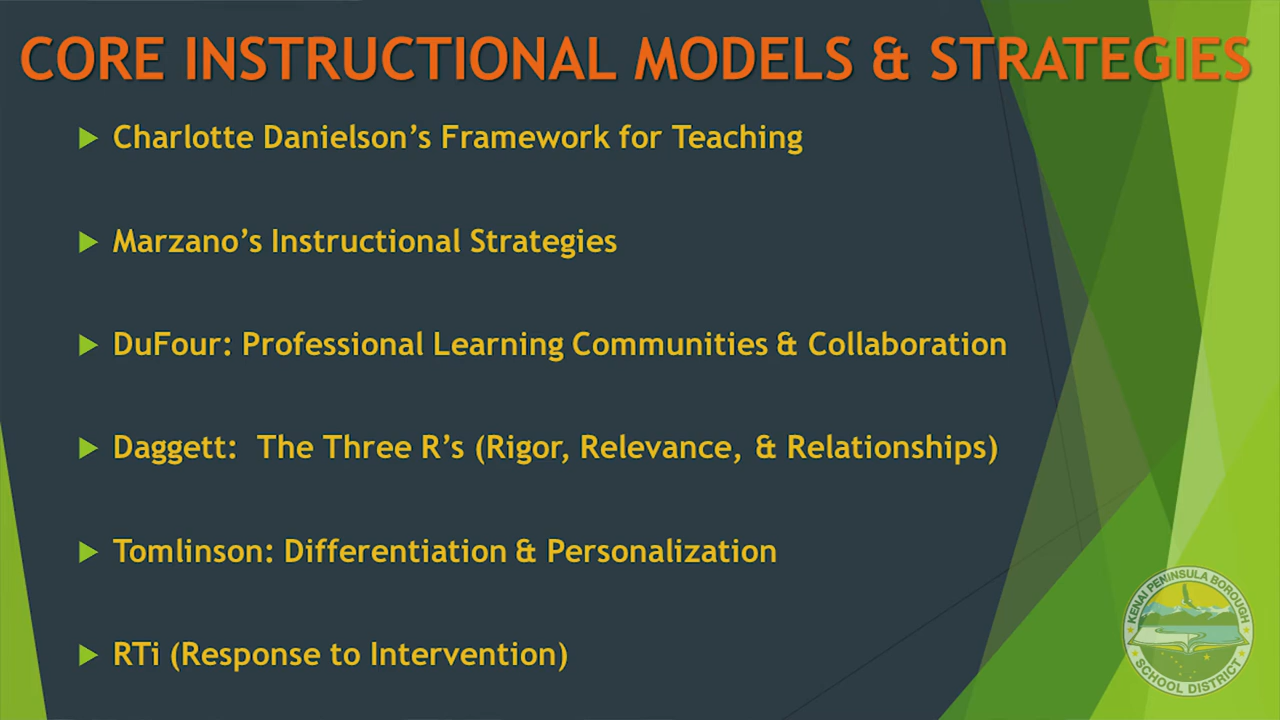 CORE INSTRUCTIONAL MODELS & STRATEGIES
Charlotte Danielson’s Framework for Teaching
Marzano’s Instructional Strategies
DuFour: Professional Learning Communities & Collaboration
Daggett:  The Three R’s (Rigor, Relevance, & Relationships)
Tomlinson: Differentiation & Personalization
RTi (Response to Intervention)
KENAI PENINSULA BOROUGH
SCHOOL DISTRICT